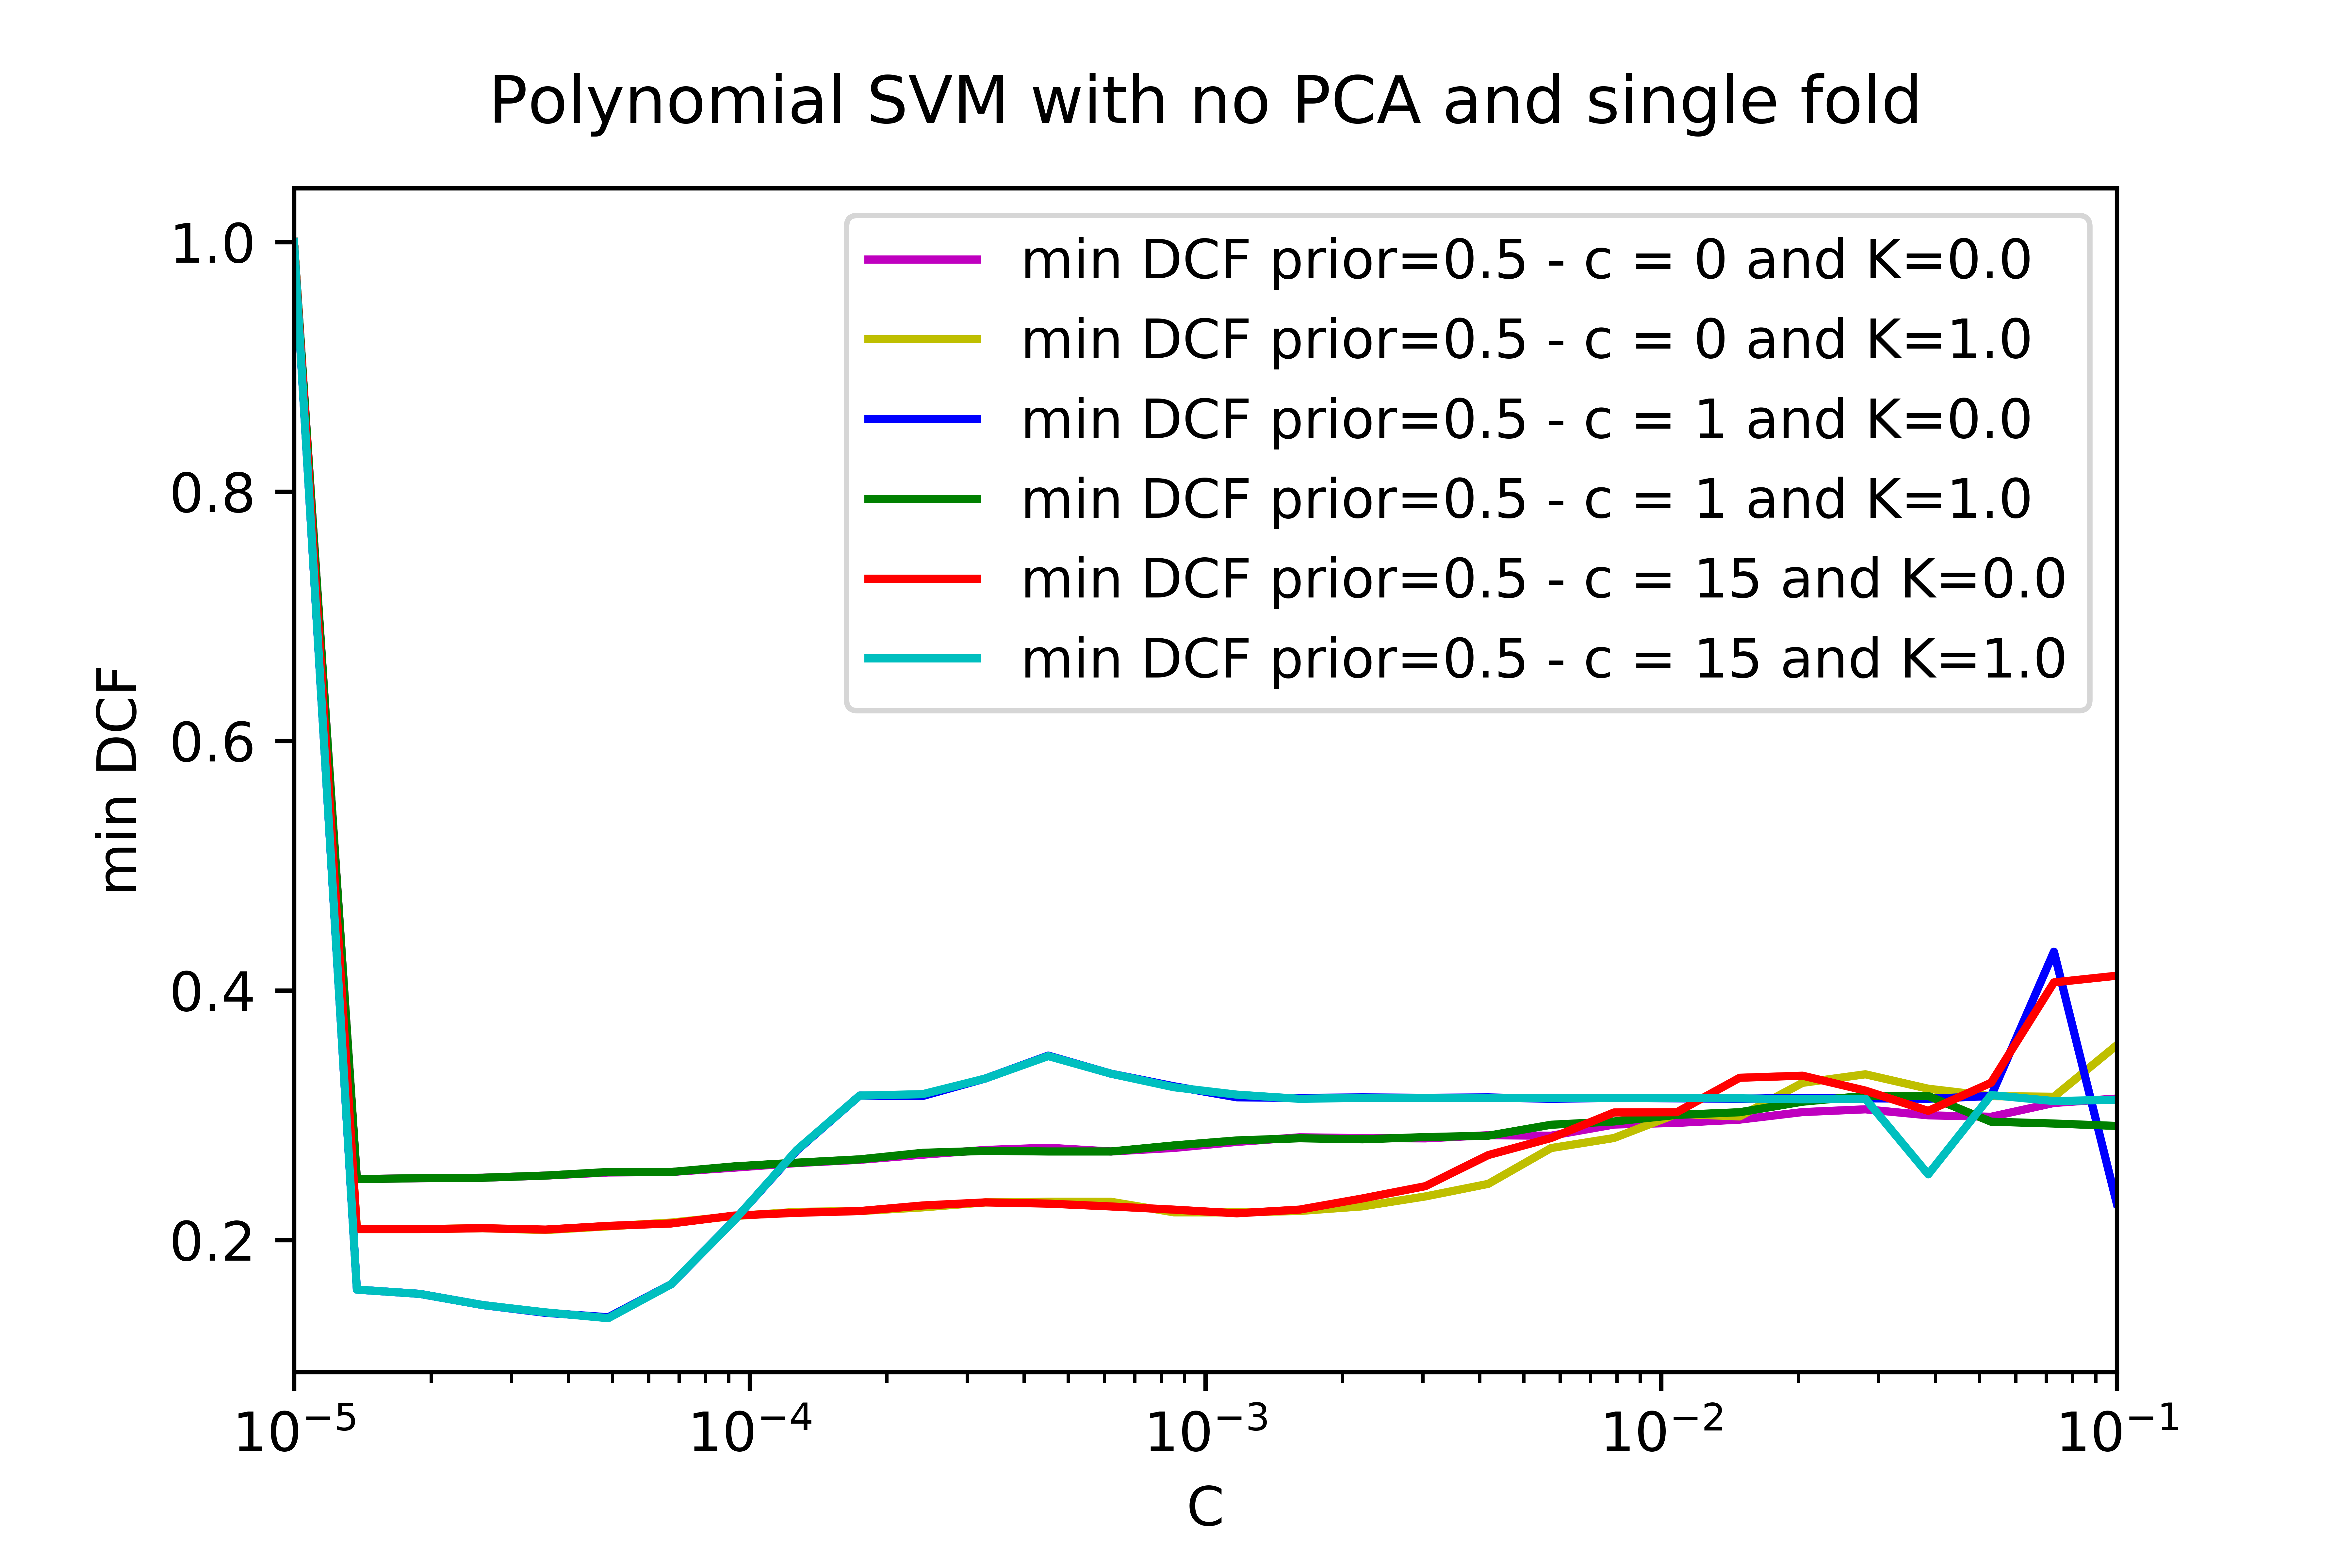 Polynomial SVM with no PCA and single fold
min DCF prior=0.5 - c = 0 and K=0.0
min DCF prior=0.5 - c = 0 and K=1.0
min DCF prior=0.5 - c = 1 and K=0.0
min DCF prior=0.5 - c = 1 and K=1.0
min DCF prior=0.5 - c = 15 and K=0.0
min DCF prior=0.5 - c = 15 and K=1.0
min DCF
1.0
0.8
0.6
0.4
0.2
10⁻⁵ 10⁻⁴ 10⁻³ 10⁻² 10⁻¹
C